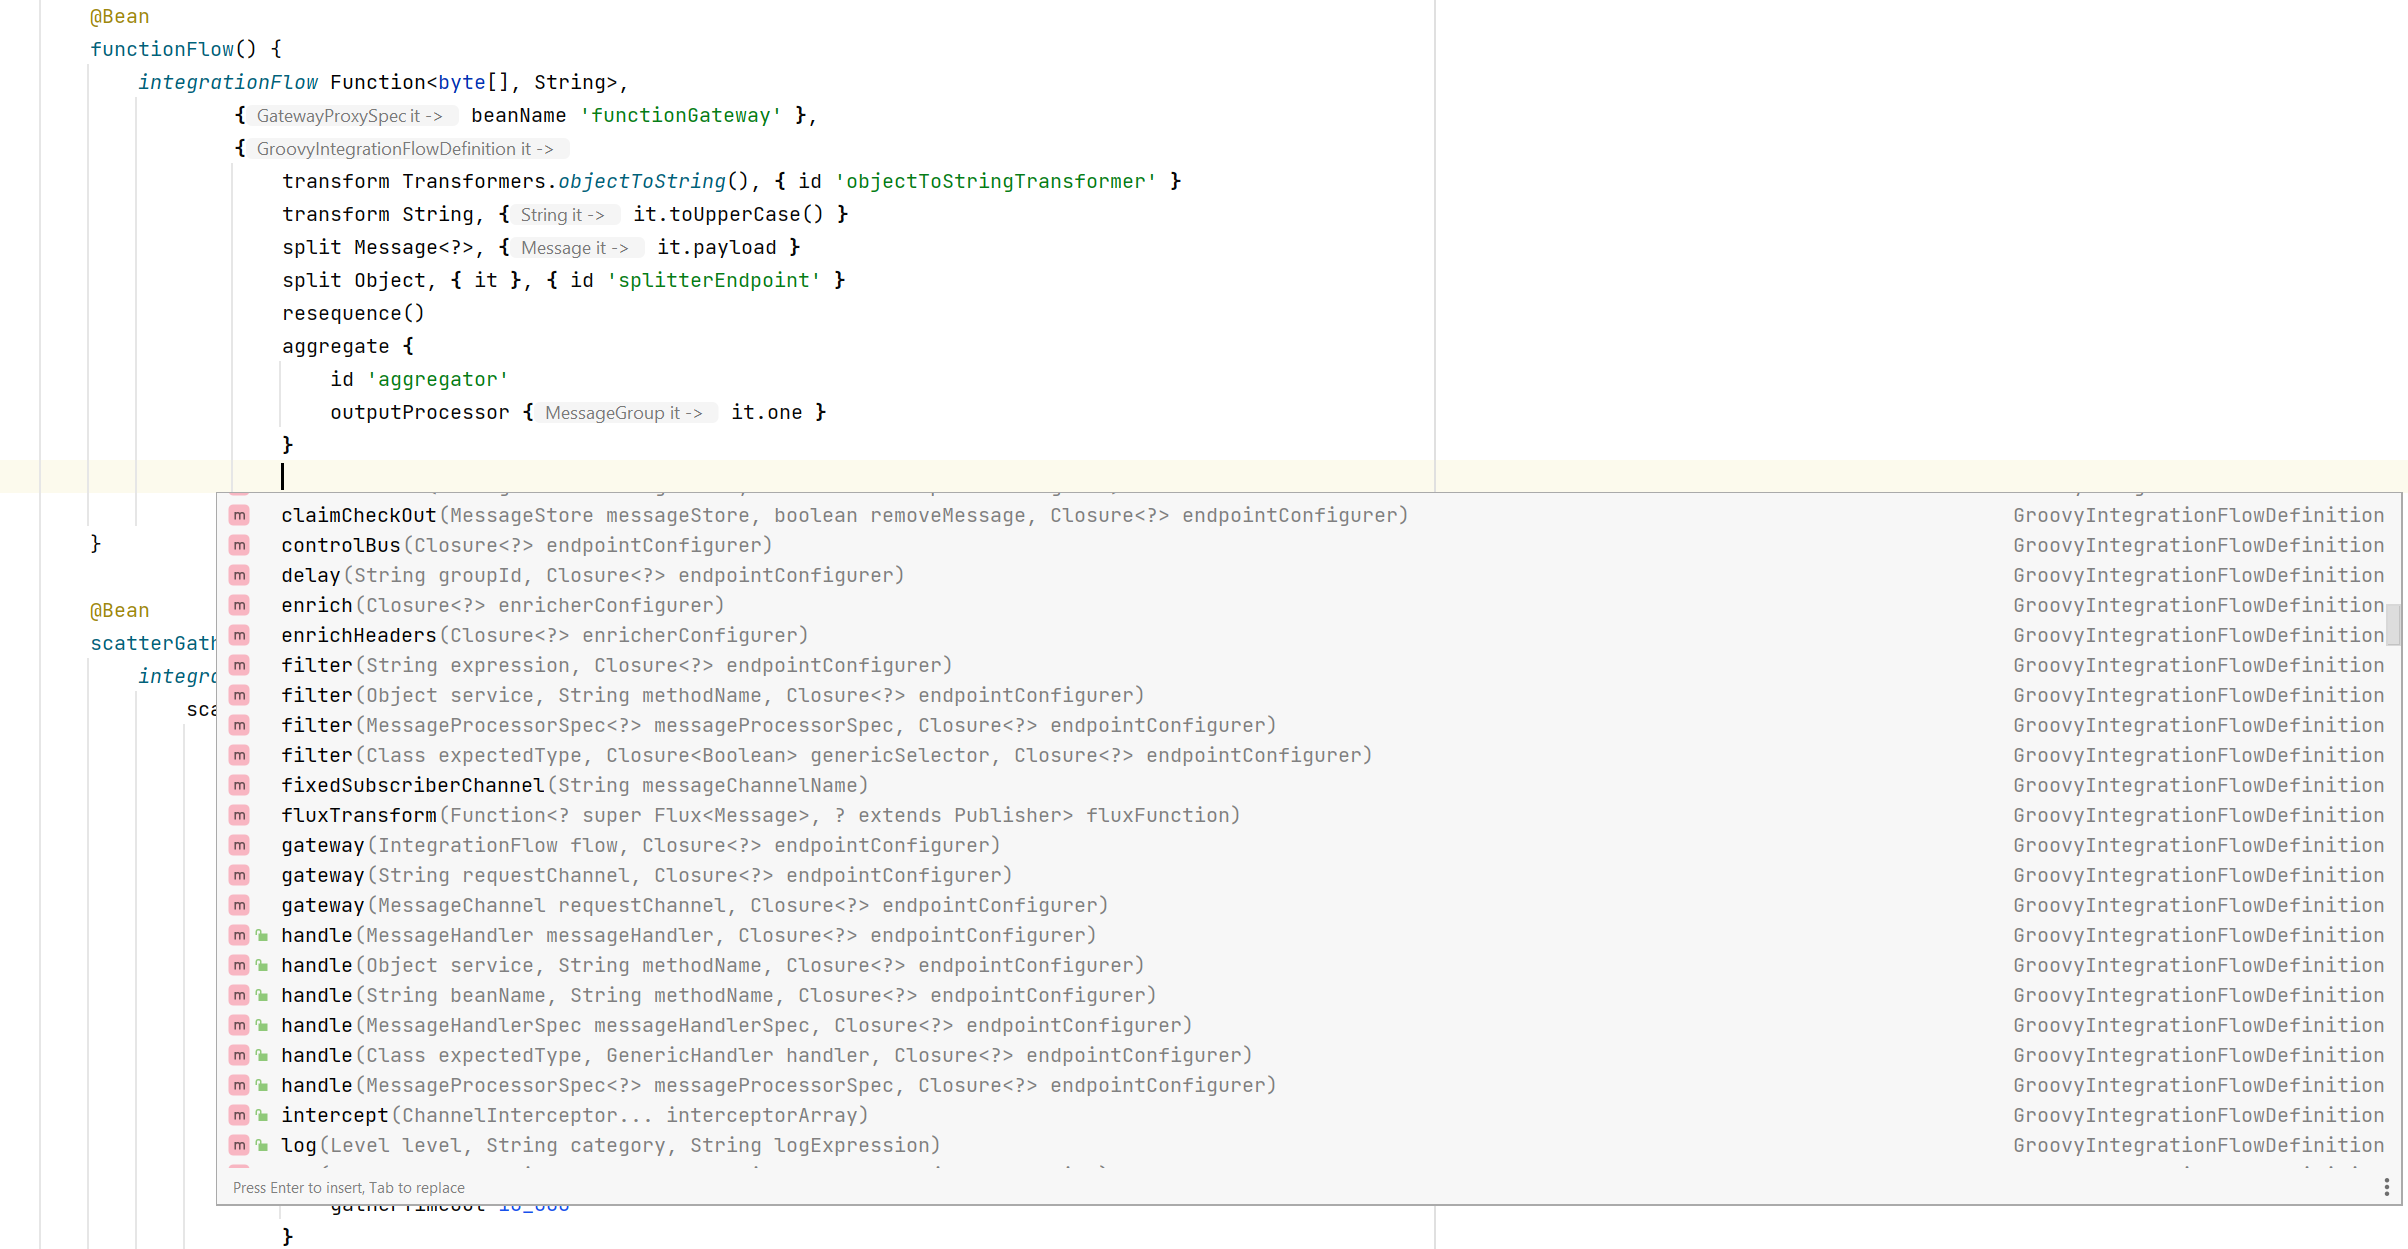 @Bean
functionFlow() {
integrationFlow Function<byte[], String>,
{ GatewayProxySpec it -> beanName 'functionGateway' },
{ GroovyIntegrationFlowDefinition it ->
transform Transformers.objectToString(), { id 'objectToStringTransformer' }
transform String, { String it -> it.toUpperCase() }
split Message<?>, { Message it -> it.payload }
split Object, { it }, { id 'splitterEndpoint' }
resequence()
aggregate {
id 'aggregator'
outputProcessor { MessageGroup it -> it.one }
}
m claimCheckOut(MessageStore messageStore, boolean removeMessage, Closure<?> endpointConfigurer) GroovyIntegrationFlowDefinition
m controlBus(Closure<?> endpointConfigurer) GroovyIntegrationFlowDefinition
}
m delay(String groupId, Closure<?> endpointConfigurer) GroovyIntegrationFlowDefinition
m enrich(Closure<?> enricherConfigurer) GroovyIntegrationFlowDefinition
@Bean
m enrichHeaders(Closure<?> enricherConfigurer) GroovyIntegrationFlowDefinition
scatterGath
m filter(String expression, Closure<?> endpointConfigurer) GroovyIntegrationFlowDefinition
integra
m filter(Object service, String methodName, Closure<?> endpointConfigurer) GroovyIntegrationFlowDefinition
sca
m filter(MessageProcessorSpec<?> messageProcessorSpec, Closure<?> endpointConfigurer) GroovyIntegrationFlowDefinition
m filter(Class expectedType, Closure<Boolean> genericSelector, Closure<?> endpointConfigurer) GroovyIntegrationFlowDefinition
m fixedSubscriberChannel(String messageChannelName) GroovyIntegrationFlowDefinition
m fluxTransform(Function<? super Flux<Message>, ? extends Publisher> fluxFunction) GroovyIntegrationFlowDefinition
m gateway(IntegrationFlow flow, Closure<?> endpointConfigurer) GroovyIntegrationFlowDefinition
m gateway(String requestChannel, Closure<?> endpointConfigurer) GroovyIntegrationFlowDefinition
m gateway(MessageChannel requestChannel, Closure<?> endpointConfigurer) GroovyIntegrationFlowDefinition
m handle(MessageHandler messageHandler, Closure<?> endpointConfigurer) GroovyIntegrationFlowDefinition
m handle(Object service, String methodName, Closure<?> endpointConfigurer) GroovyIntegrationFlowDefinition
m handle(String beanName, String methodName, Closure<?> endpointConfigurer) GroovyIntegrationFlowDefinition
m handle(MessageHandlerSpec messageHandlerSpec, Closure<?> endpointConfigurer) GroovyIntegrationFlowDefinition
m handle(Class expectedType, GenericHandler handler, Closure<?> endpointConfigurer) GroovyIntegrationFlowDefinition
m handle(MessageProcessorSpec<?> messageProcessorSpec, Closure<?> endpointConfigurer) GroovyIntegrationFlowDefinition
m intercept(ChannelInterceptor... interceptorArray) GroovyIntegrationFlowDefinition
m log(Level level, String category, String logExpression) GroovyIntegrationFlowDefinition
Press Enter to insert, Tab to replace
}